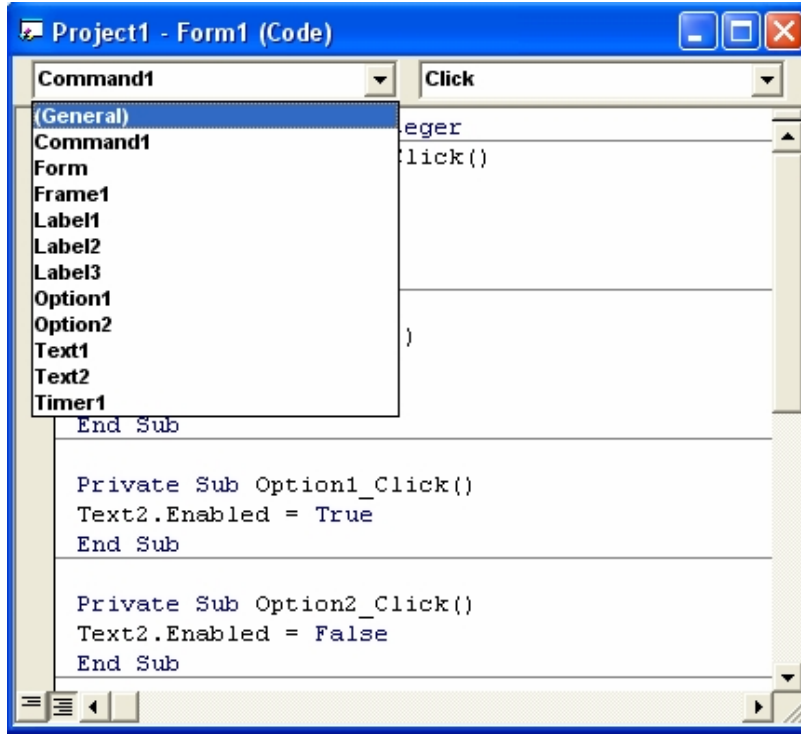 Project1 - Form1 (Code)
Command1 Click
(General)
Command1
Form
Frame1
Label1
Label2
Label3
Option1
Option2
Text1
Text2
Timer1
eger
Click()
)
End Sub
Private Sub Option1_Click()
Text2.Enabled = True
End Sub
Private Sub Option2_Click()
Text2.Enabled = False
End Sub